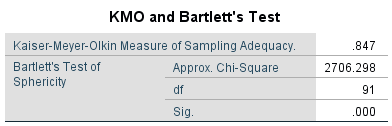 KMO and Bartlett's Test
Kaiser-Meyer-Olkin Measure of Sampling Adequacy. .847
Bartlett's Test of Sphericity Approx. Chi-Square 2706.298
df 91
Sig. .000